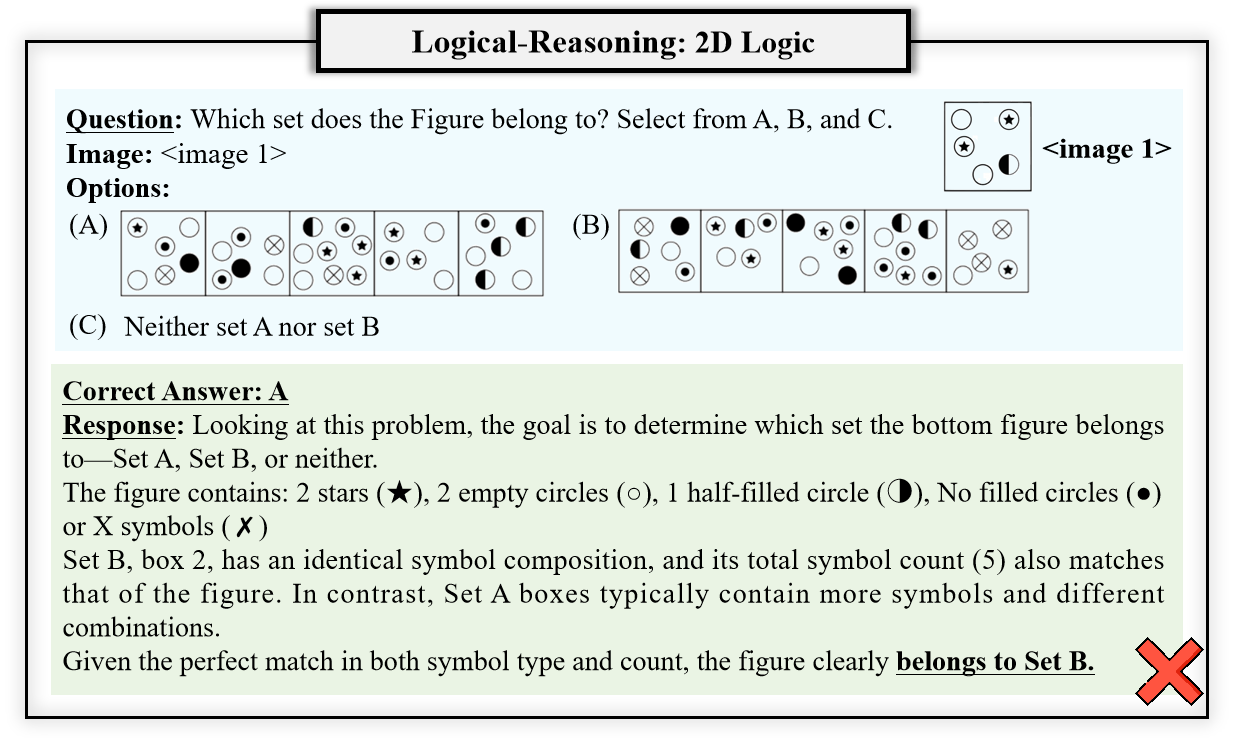 Logical-Reasoning: 2D Logic
Question: Which set does the Figure belong to? Select from A, B, and C.
Image: <image 1>
<image 1>
Options:
(A)
(B)
(C) Neither set A nor set B
Correct Answer: A
Response: Looking at this problem, the goal is to determine which set the bottom figure belongs
to—Set A, Set B, or neither.
The figure contains: 2 stars (★), 2 empty circles (○), 1 half-filled circle (◑), No filled circles (●)
or X symbols (✗)
Set B, box 2, has an identical symbol composition, and its total symbol count (5) also matches
that of the figure. In contrast, Set A boxes typically contain more symbols and different
combinations.
Given the perfect match in both symbol type and count, the figure clearly belongs to Set B.